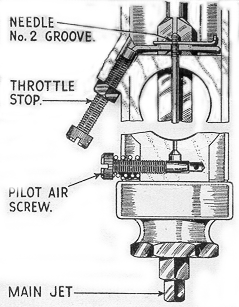 NEEDLE
No. 2 GROOVE.
THROTTLE
STOP.
PILOT AIR
SCREW.
MAIN JET